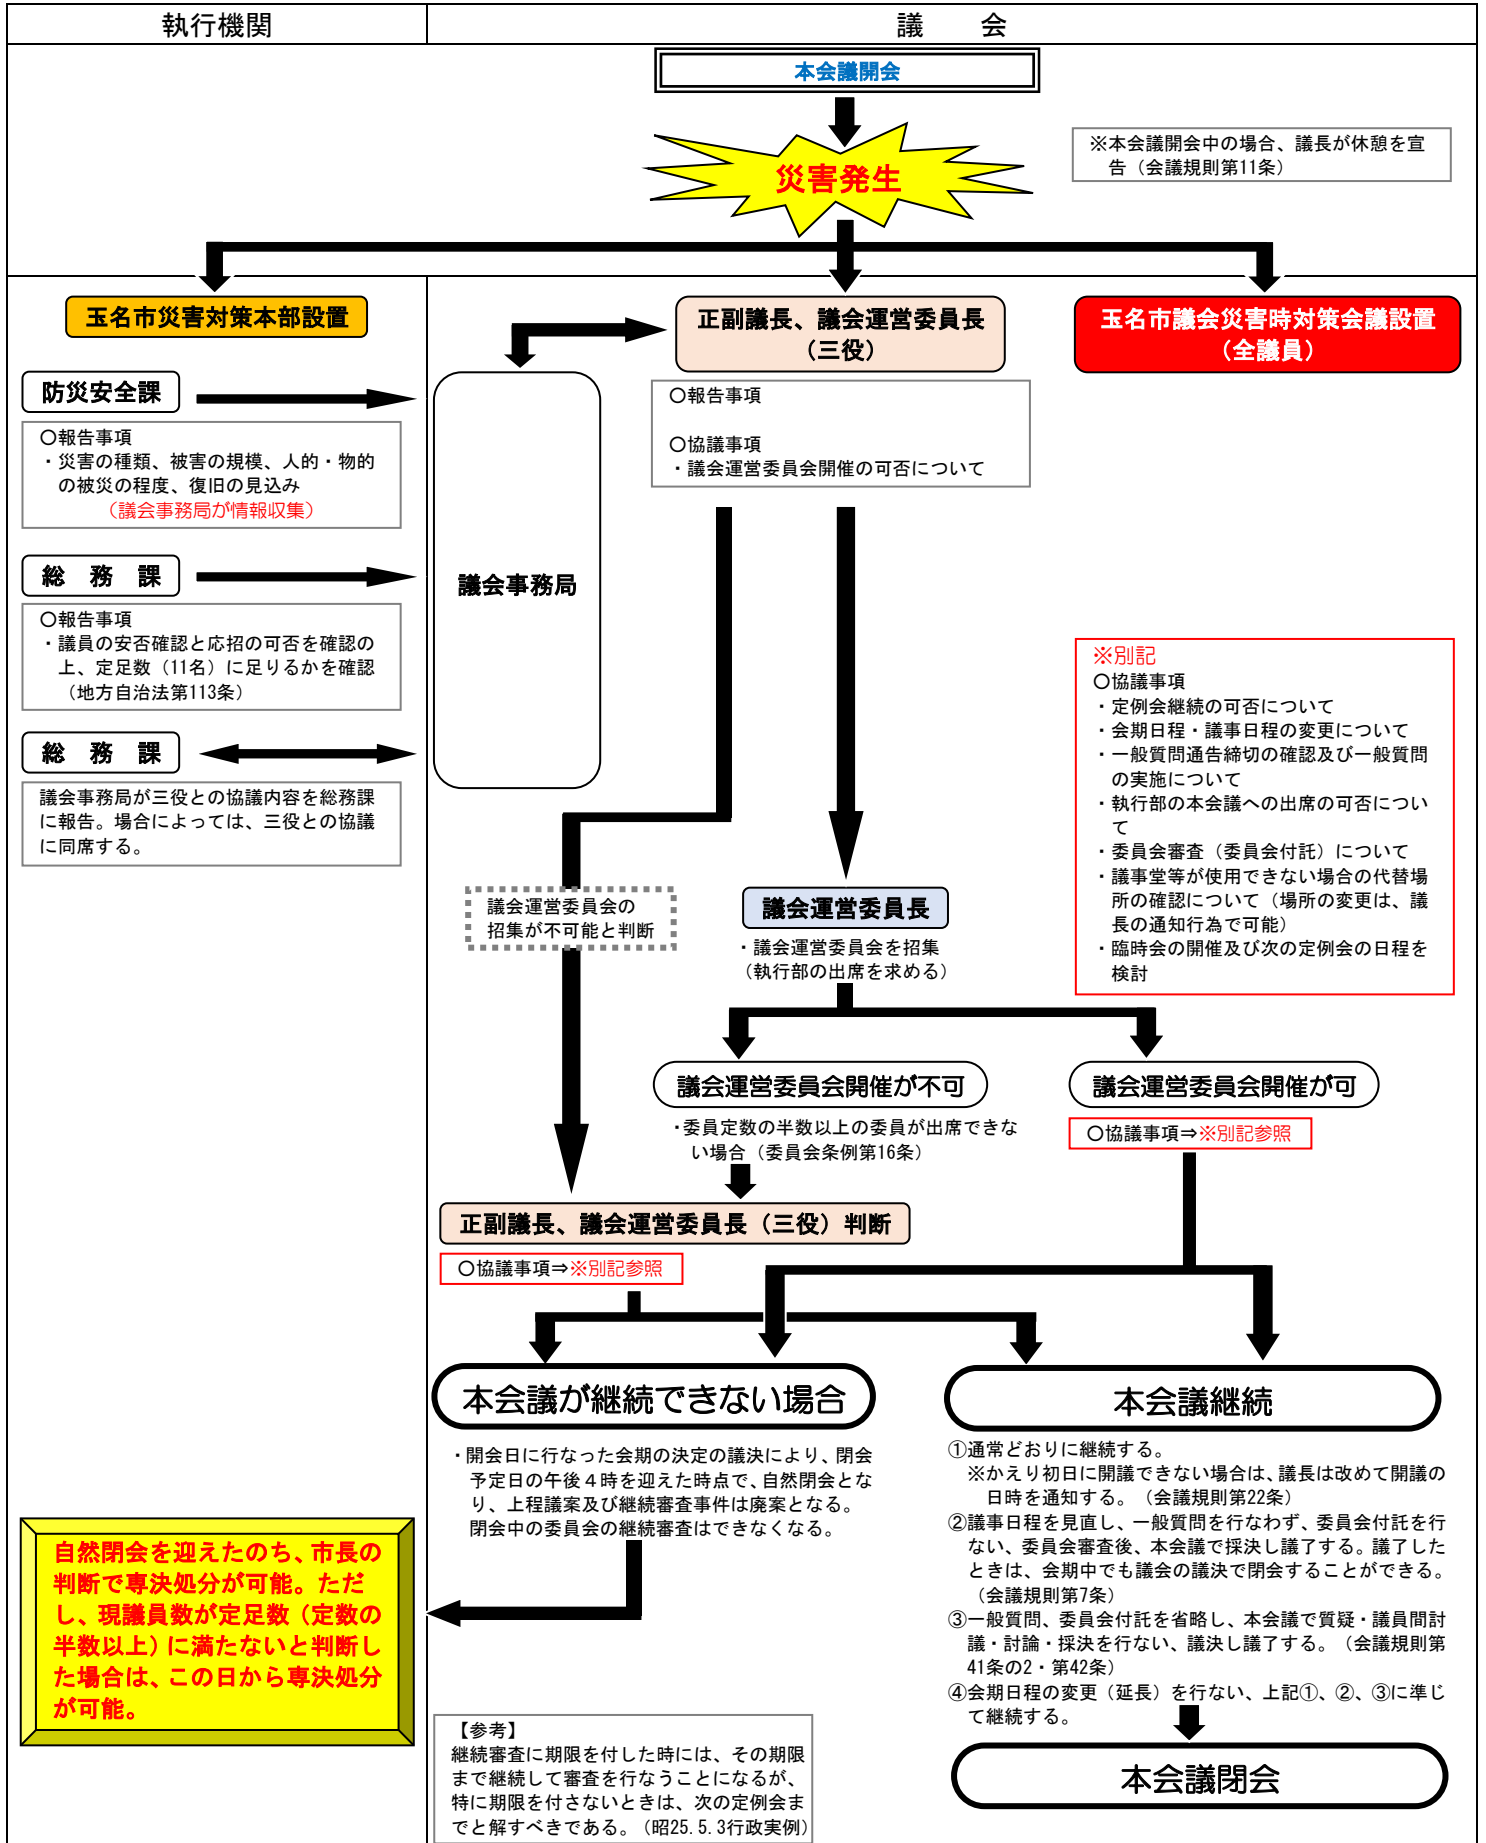 執行機関
議　会
本会議開会
災害発生
※本会議開会中の場合、議長が休憩を宣
告（会議規則第11条）
玉名市災害対策本部設置
正副議長、議会運営委員長
（三役）
玉名市議会災害時対策会議設置
（全議員）
防災安全課
〇報告事項
・災害の種類、被害の規模、人的・物的
の被災の程度、復旧の見込み
（議会事務局が情報収集）
総　務　課
〇報告事項
・議員の安否確認と応招の可否を確認の
上、定足数（11名）に足りるかを確認
（地方自治法第113条）
総　務　課
議会事務局が三役との協議内容を総務課
に報告。場合によっては、三役との協議
に同席する。
議会事務局
〇報告事項
〇協議事項
・議会運営委員会開催の可否について
※別記
〇協議事項
・定例会継続の可否について
・会期日程・議事日程の変更について
・一般質問通告締切の確認及び一般質問
の実施について
・執行部の本会議への出席の可否につい
て
・委員会審査（委員会付託）について
・議事堂等が使用できない場合の代替場
所の確認について（場所の変更は、議
長の通知行為で可能）
・臨時会の開催及び次の定例会の日程を
検討
議会運営委員会の
招集が不可能と判断
議会運営委員長
・議会運営委員会を招集
（執行部の出席を求める）
議会運営委員会開催が不可
・委員定数の半数以上の委員が出席できな
い場合（委員会条例第16条）
議会運営委員会開催が可
〇協議事項⇒※別記参照
正副議長、議会運営委員長（三役）判断
〇協議事項⇒※別記参照
本会議が継続できない場合
・開会日に行なった会期の決定の議決により、閉会
予定日の午後４時を迎えた時点で、自然閉会とな
り、上程議案及び継続審査事件は廃案となる。
閉会中の委員会の継続審査はできなくなる。
本会議継続
①通常どおりに継続する。
※かえり初日に開議できない場合は、議長は改めて開議の
日時を通知する。（会議規則第22条）
②議事日程を見直し、一般質問を行なわず、委員会付託を行
ない、委員会審査後、本会議で採決し議了する。議了した
ときは、会期中でも議会の議決で閉会することができる。
（会議規則第7条）
③一般質問、委員会付託を省略し、本会議で質疑・議員間討
議・討論・採決を行ない、議決し議了する。（会議規則第
41条の2・第42条）
④会期日程の変更（延長）を行ない、上記①、②、③に準じ
て継続する。
本会議閉会
自然閉会を迎えたのち、市長の
判断で専決処分が可能。ただ
し、現議員数が定足数（定数の
半数以上）に満たないと判断し
た場合は、この日から専決処分
が可能。
【参考】
継続審査に期限を付した時には、その期限
まで継続して審査を行なうことになるが、
特に期限を付さないときは、次の定例会ま
でと解すべきである。（昭25.5.3行政実例）